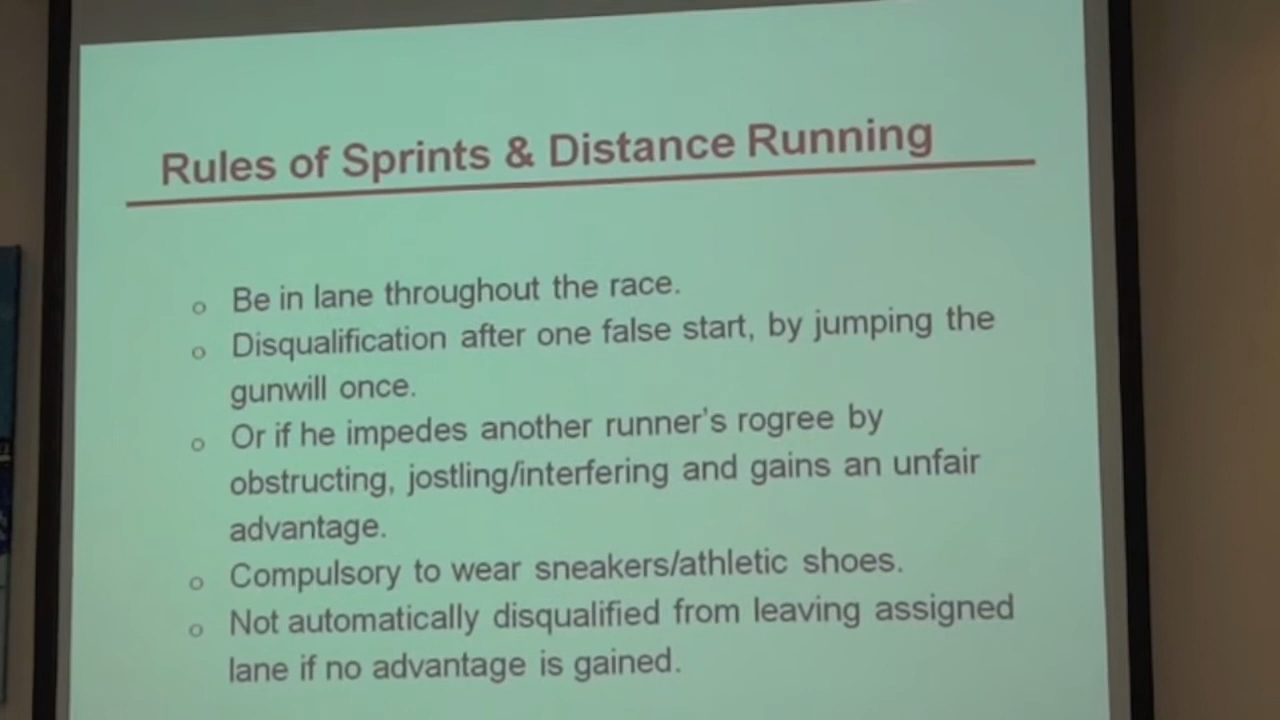 Rules of Sprints & Distance Running
o Be in lane throughout the race.
o Disqualification after one false start, by jumping the
gunwill once.
o Or if he impedes another runner's rogree by
obstructing, jostling/interfering and gains an unfair
advantage.
o Compulsory to wear sneakers/athletic shoes.
o Not automatically disqualified from leaving assigned
lane if no advantage is gained.